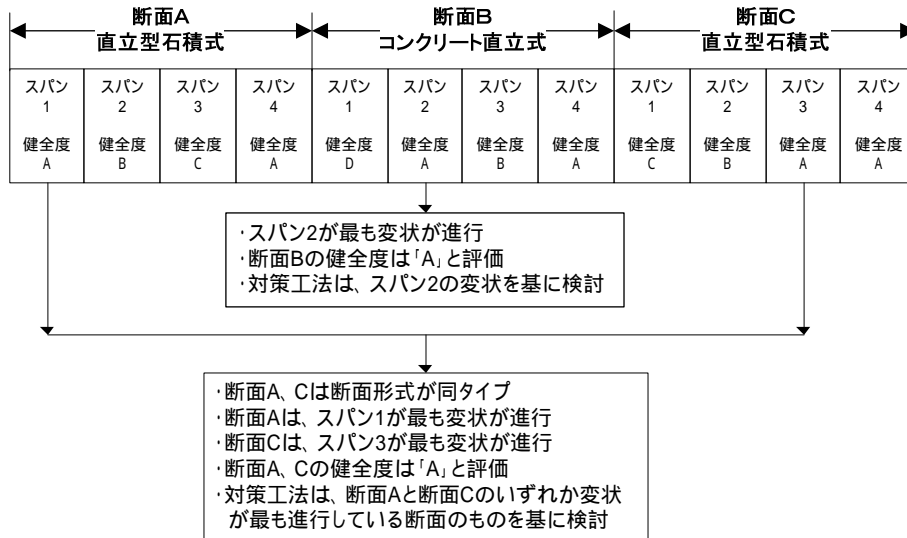 断面A
直立型石積式
断面B
コンクリート直立式
断面C
直立型石積式
スパン
1
健全度
A
スパン
2
健全度
B
スパン
3
健全度
C
スパン
4
健全度
A
スパン
1
健全度
D
スパン
2
健全度
A
スパン
3
健全度
B
スパン
4
健全度
A
スパン
1
健全度
C
スパン
2
健全度
B
スパン
3
健全度
A
スパン
4
健全度
A
・スパン2が最も変状が進行
・断面Bの健全度は「A」と評価
・対策工法は、スパン2の変状を基に検討
・断面A、Cは断面形式が同タイプ
・断面Aは、スパン1が最も変状が進行
・断面Cは、スパン3が最も変状が進行
・断面A、Cの健全度は「A」と評価
・対策工法は、断面Aと断面Cのいずれか変状
が最も進行している断面のものを基に検討